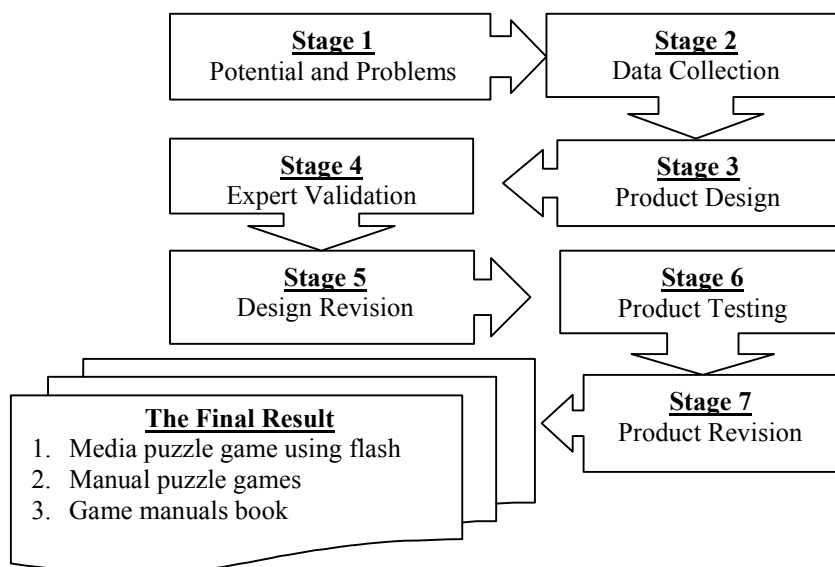 Stage 1
Potential and Problems
Stage 2
Data Collection
Stage 3
Product Design
Stage 4
Expert Validation
Stage 5
Design Revision
Stage 6
Product Testing
Stage 7
Product Revision
The Final Result
1. Media puzzle game using flash
2. Manual puzzle games
3. Game manuals book